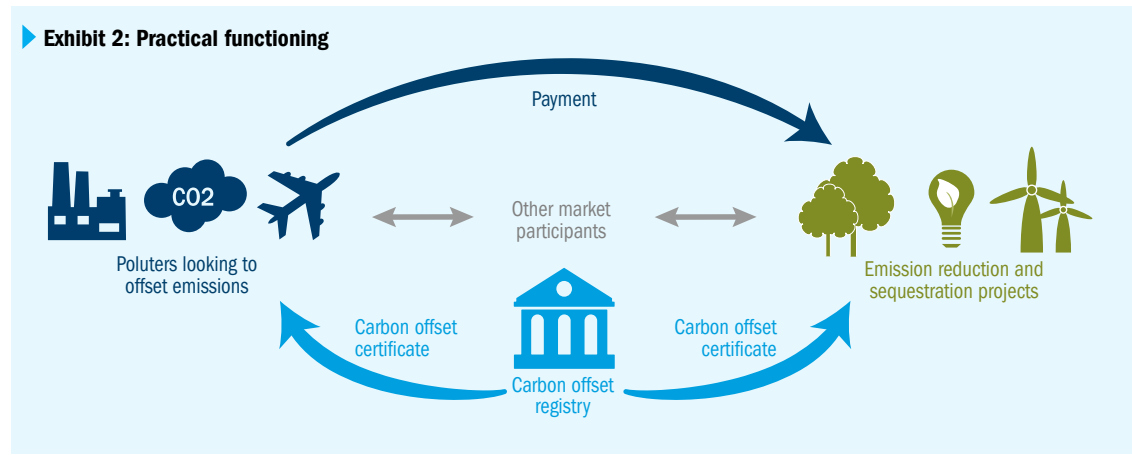 Exhibit 2: Practical functioning
Payment
CO2
Other market
participants
Poluters looking to
offset emissions
Emission reduction and
sequestration projects
Carbon offset
certificate
Carbon offset
certificate
Carbon offset
registry